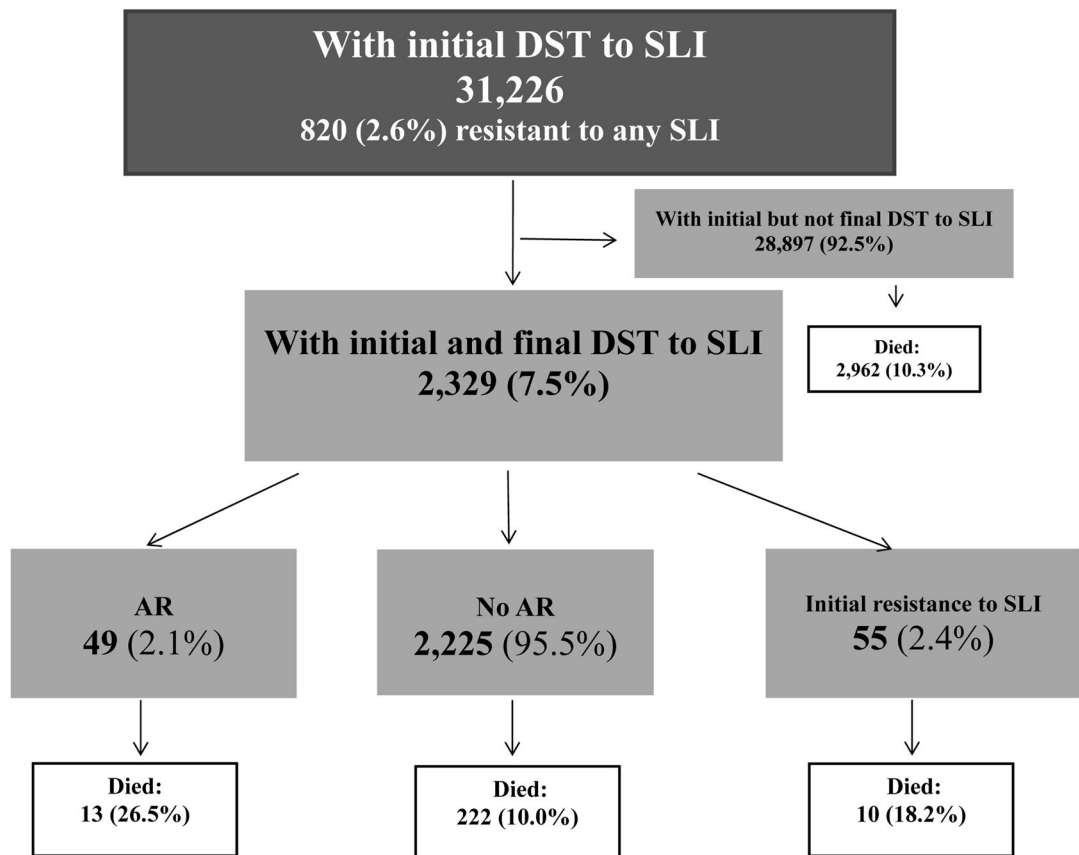 With initial DST to SLI
31,226
820 (2.6%) resistant to any SLI
With initial but not final DST to SLI
28,897 (92.5%)
Died:
2,962 (10.3%)
With initial and final DST to SLI
2,329 (7.5%)
AR
49 (2.1%)
No AR
2,225 (95.5%)
Initial resistance to SLI
55 (2.4%)
Died:
13 (26.5%)
Died:
222 (10.0%)
Died:
10 (18.2%)